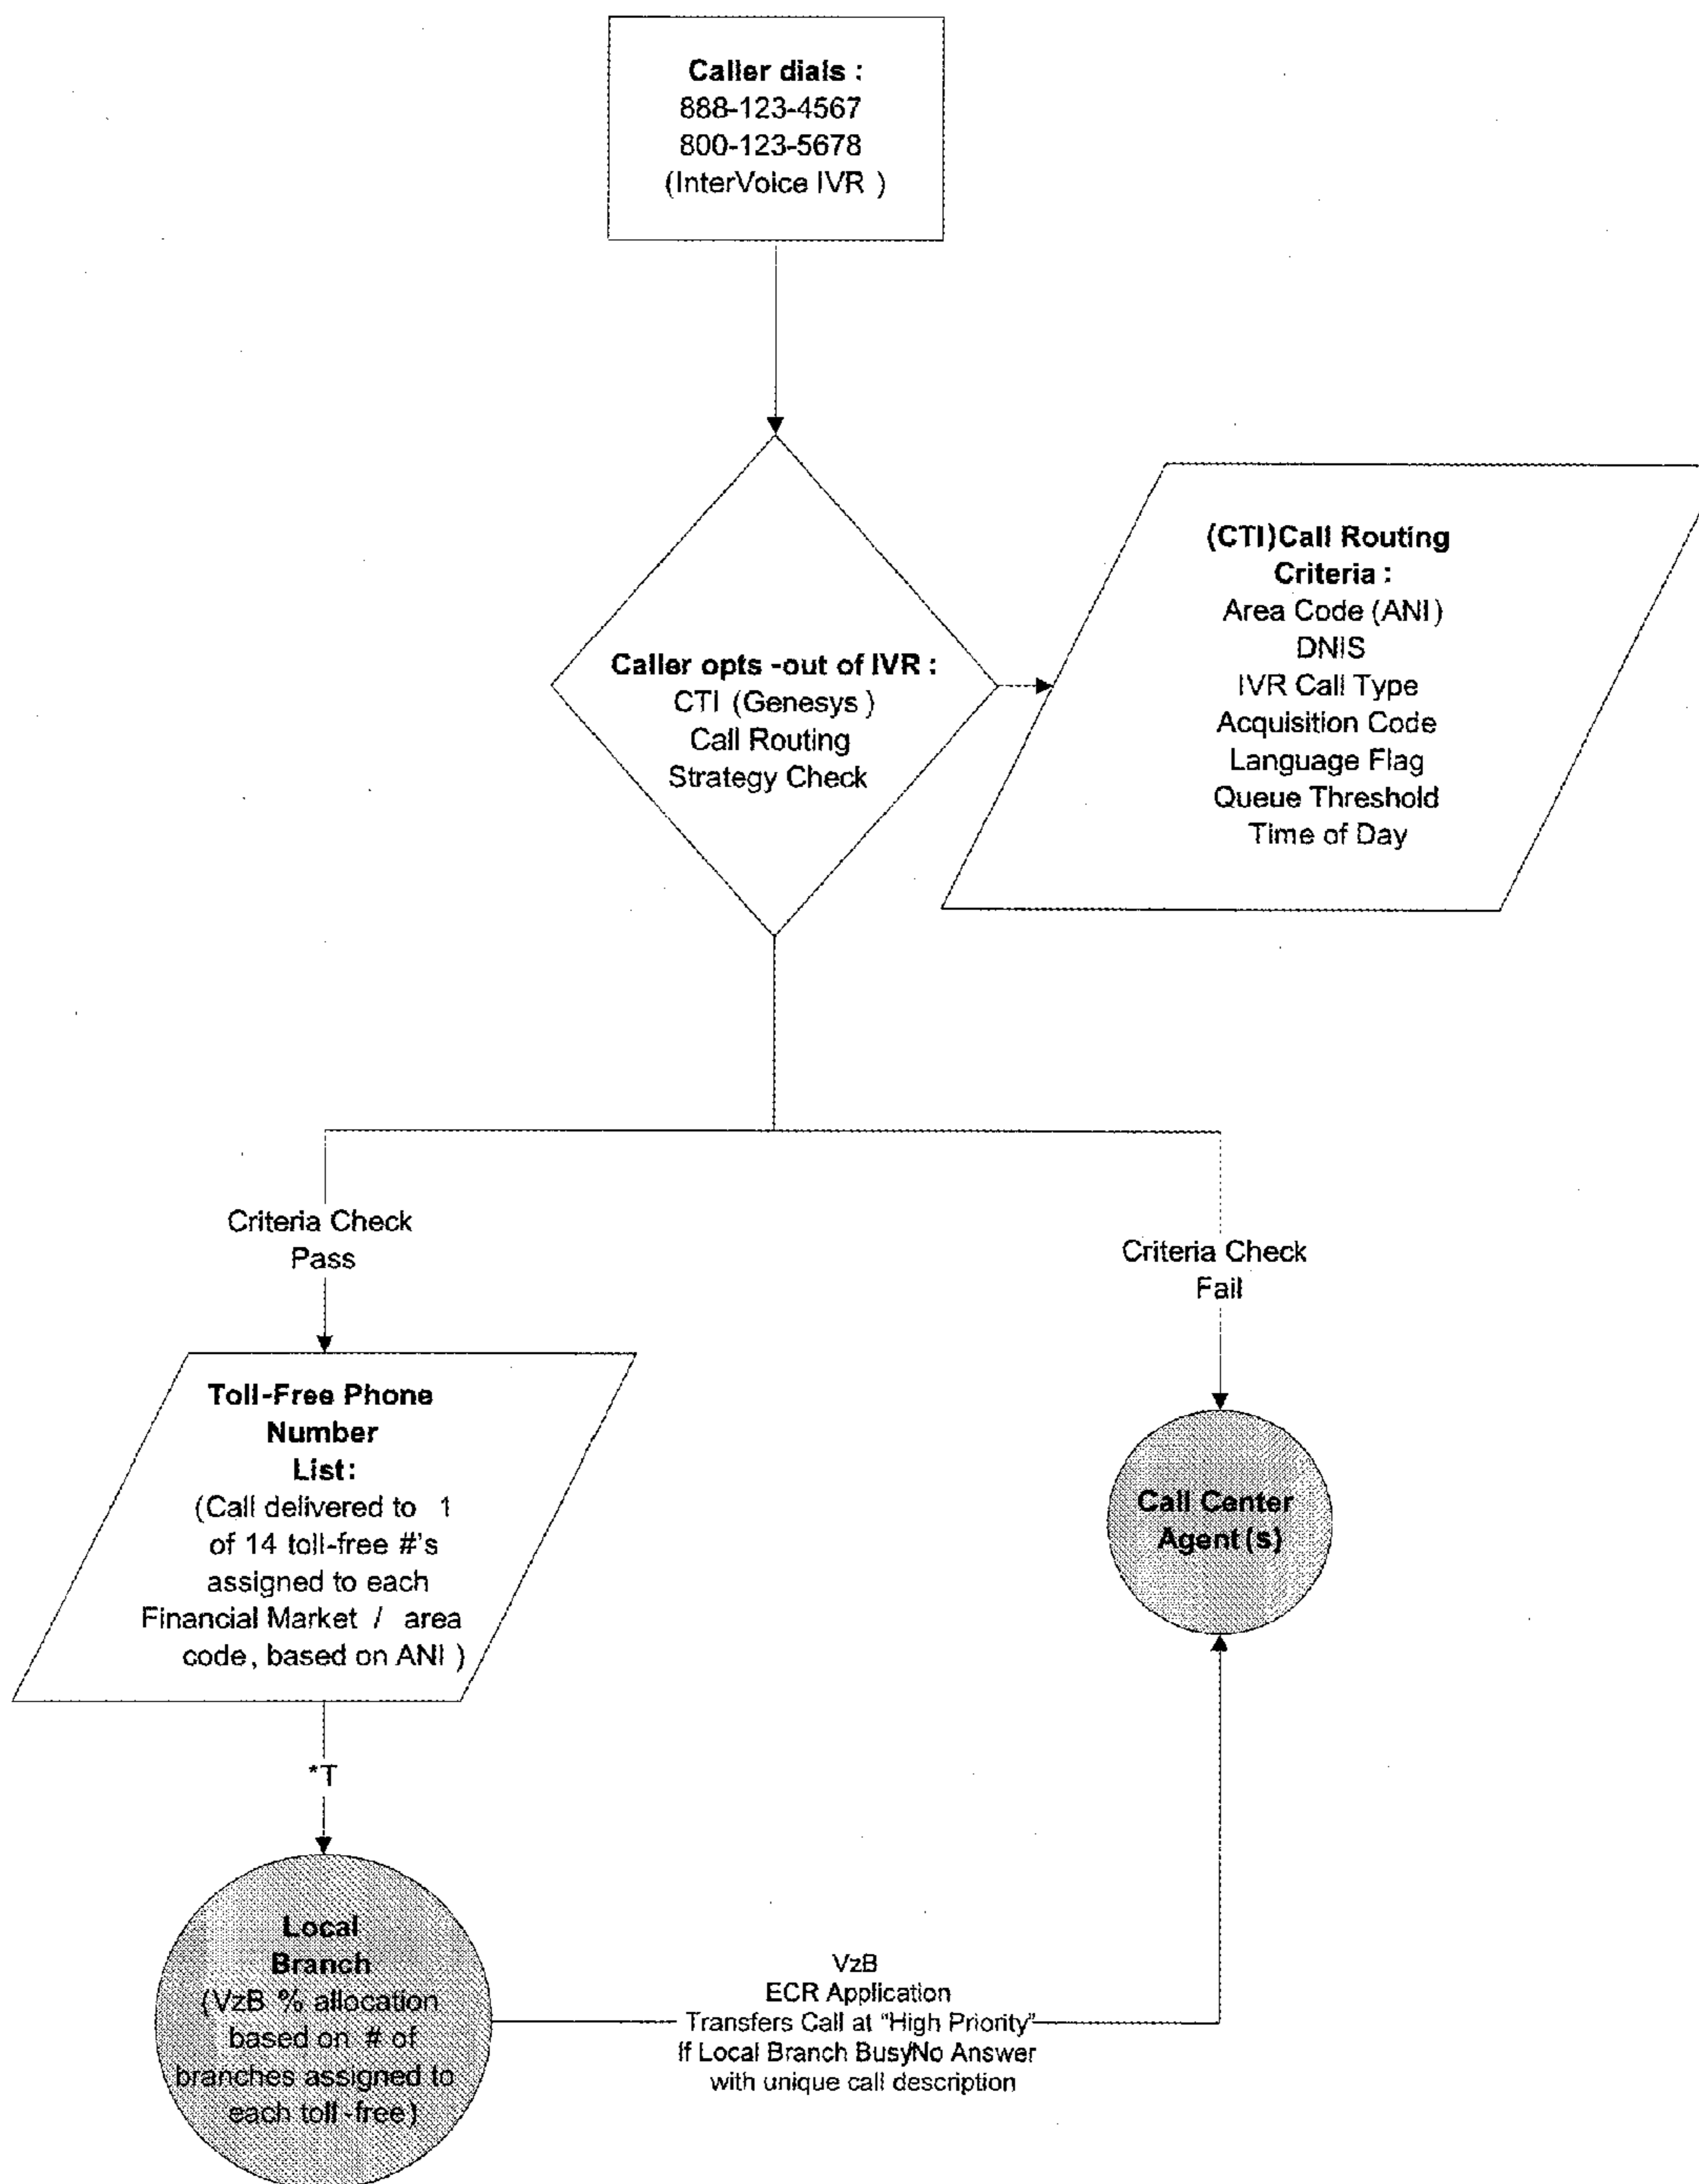 Caller dials :
888-123-4567
800-123-5678
(InterVoice IVR )
(CTI)Call Routing
Criteria :
Area Code (ANI)
DNIS
IVR Call Type
Acquisition Code
Language Flag
Queue Threshold
Time of Day
Caller opts -out of IVR :
CTI (Genesys )
Call Routing
Strategy Check
Criteria Check
Pass
Criteria Check
Fail
Toll-Free Phone
Number
List:
(Call delivered to 1
of 14 toll-free #'s
assigned to each
Financial Market / area
code, based on ANI )
Call Center
Agent(s)
*T
Local
Branch
(VzB % allocation
based on # of
branches assigned to
each toll-free)
VzB
ECR Application
Transfers Call at "High Priority"
If Local Branch Busy/No Answer
with unique call description